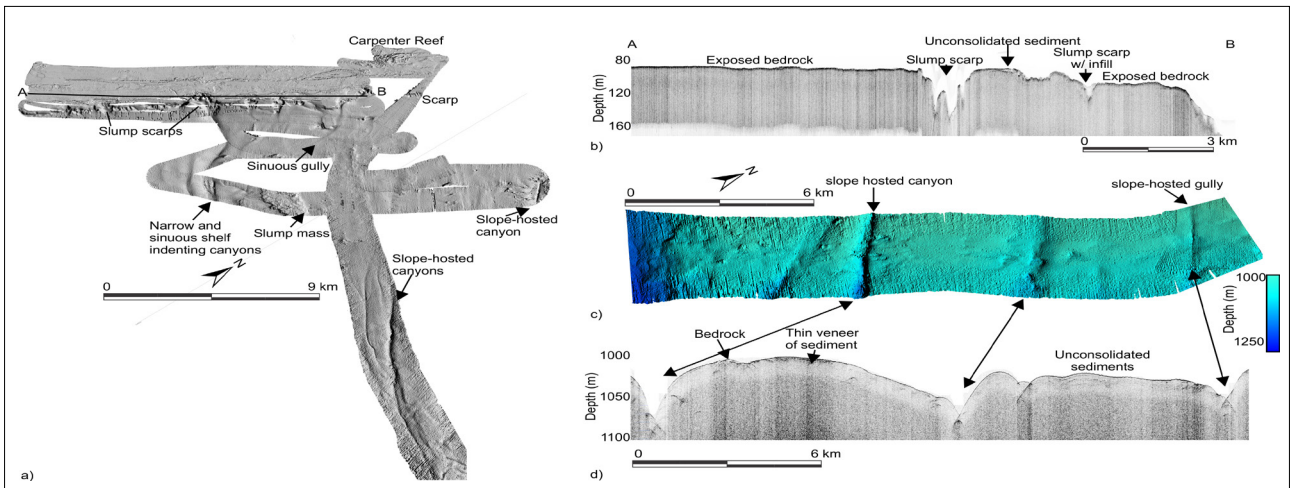 Carpenter Reef
A
B
Scarp
Slump scarps
Sinuous gully
Narrow and
sinuous shelf
indenting canyons
Slump mass
Slope-hosted
canyon
Slope-hosted
canyons
N
0 9 km
a)
A
B
Unconsolidated sediment
Slump scarp
w/ infill
Exposed bedrock
Slump scarp
Exposed bedrock
80
120
160
Depth (m)
0 3 km
b)
N
0 6 km
slope hosted canyon
slope-hosted gully
1000
1250
Depth (m)
c)
Bedrock
Thin veneer
of sediment
Unconsolidated
sediments
1000
1050
1100
Depth (m)
0 6 km
d)